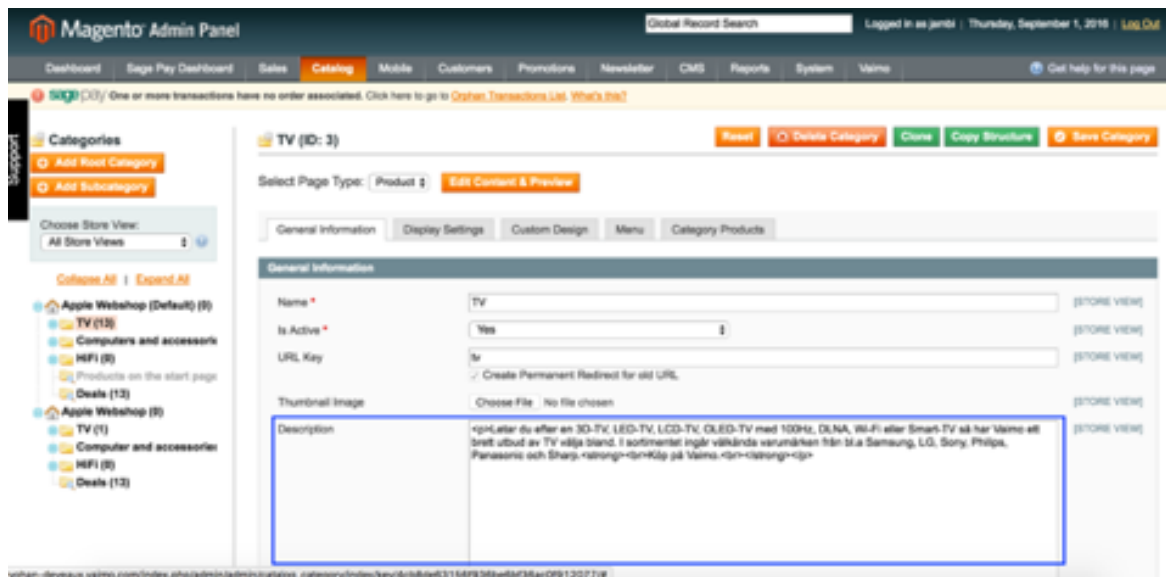 Magento Admin Panel
Global Record Search
Logged in as jambi | Thursday, September 1, 2016 | Log Out
Dashboard Sage Pay Dashboard Sales Catalog Mobile Customers Promotions Newsletter CMS Reports System Vaimo Get help for this page
sage pay One or more transactions have no order associated. Click here to go to Orphan Transactions List. What's this?
Support
Categories
Add Root Category
Add Subcategory
Choose Store View:
All Store Views
Collapse All | Expand All
Apple Webshop (Default) (0)
TV (13)
Computers and accessorie
HiFi (0)
Products on the start page
Deals (13)
Apple Webshop (0)
TV (1)
Computer and accessories
HiFi (0)
Deals (13)
TV (ID: 3)
Reset Delete Category Clone Copy Structure Save Category
Select Page Type: Product Edit Content & Preview
General Information Display Settings Custom Design Menu Category Products
General Information
Name * TV [STORE VIEW]
Is Active * Yes [STORE VIEW]
URL Key tv [STORE VIEW]
Create Permanent Redirect for old URL
Thumbnail Image Choose File No file chosen [STORE VIEW]
Description [STORE VIEW]
<p>Letar du efter en 3D-TV, LED-TV, LCD-TV, OLED-TV med 100Hz, DLNA, Wi-Fi eller Smart-TV så har Vaimo ett
brett utbud av TV välja bland. I sortimentet ingår välkända varumärken från bl.a Samsung, LG, Sony, Philips,
Panasonic och Sharp.<strong><br>Köp på Vaimo.<br></strong></p>